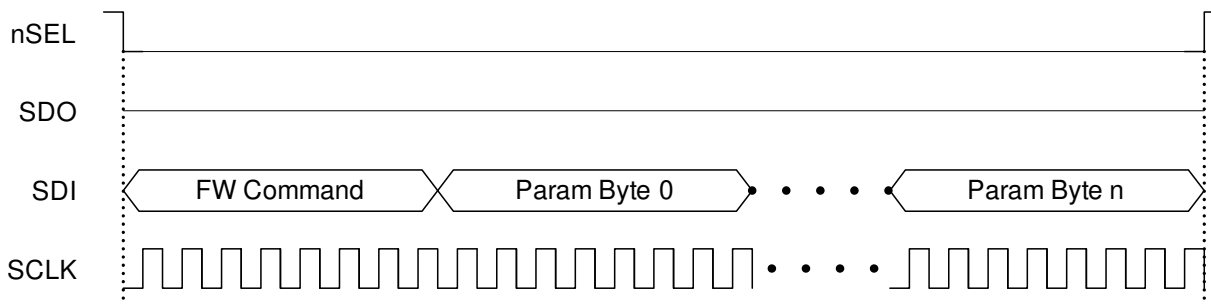 nSEL
SDO
SDI FW Command Param Byte 0 Param Byte n
SCLK